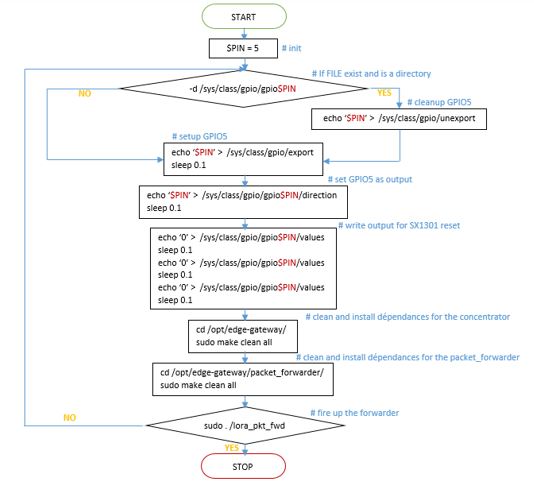 START
$PIN = 5
# init
# If FILE exist and is a directory
-d /sys/class/gpio/gpio$PIN
NO
YES
# cleanup GPIO5
echo '$PIN' > /sys/class/gpio/unexport
# setup GPIO5
echo '$PIN' > /sys/class/gpio/export
sleep 0.1
# set GPIO5 as output
echo '$PIN' > /sys/class/gpio/gpio$PIN/direction
sleep 0.1
# write output for SX1301 reset
echo '0' > /sys/class/gpio/gpio$PIN/values
sleep 0.1
echo '0' > /sys/class/gpio/gpio$PIN/values
sleep 0.1
echo '0' > /sys/class/gpio/gpio$PIN/values
sleep 0.1
# clean and install dépendances for the concentrator
cd /opt/edge-gateway/
sudo make clean all
# clean and install dépendances for the packet_forwarder
cd /opt/edge-gateway/packet_forwarder/
sudo make clean all
# fire up the forwarder
NO
sudo . /lora_pkt_fwd
YES
STOP